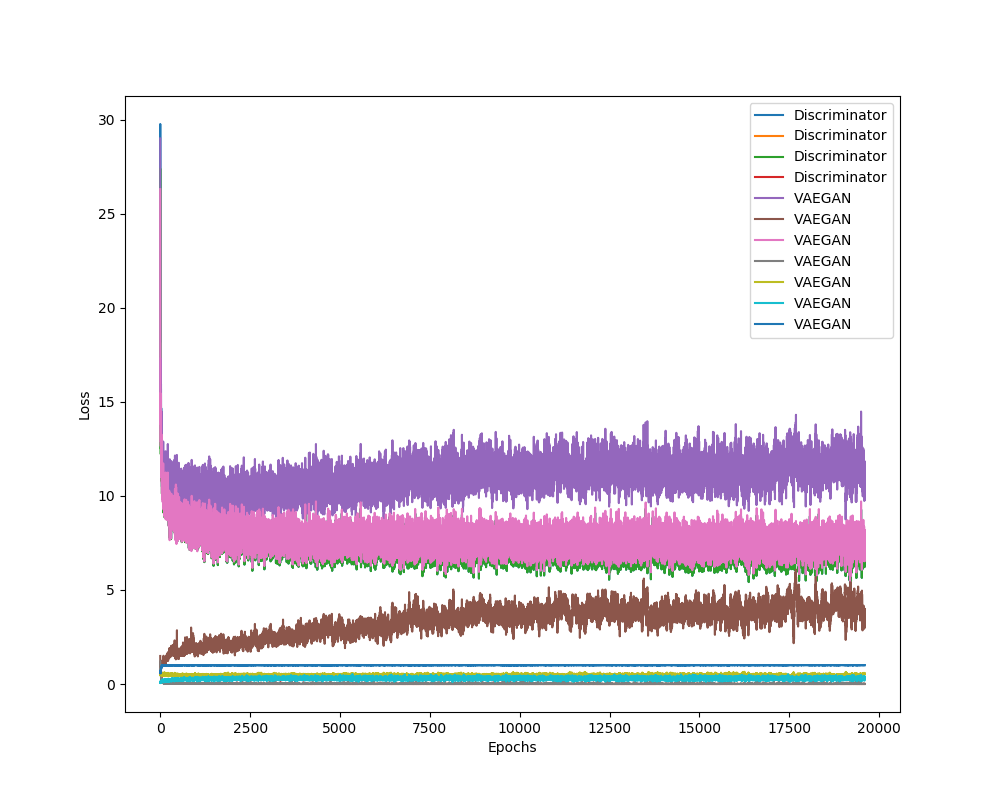 30
25
20
15
10
5
0
Loss
0 2500 5000 7500 10000 12500 15000 17500 20000
Epochs
Discriminator
Discriminator
Discriminator
Discriminator
VAEGAN
VAEGAN
VAEGAN
VAEGAN
VAEGAN
VAEGAN
VAEGAN